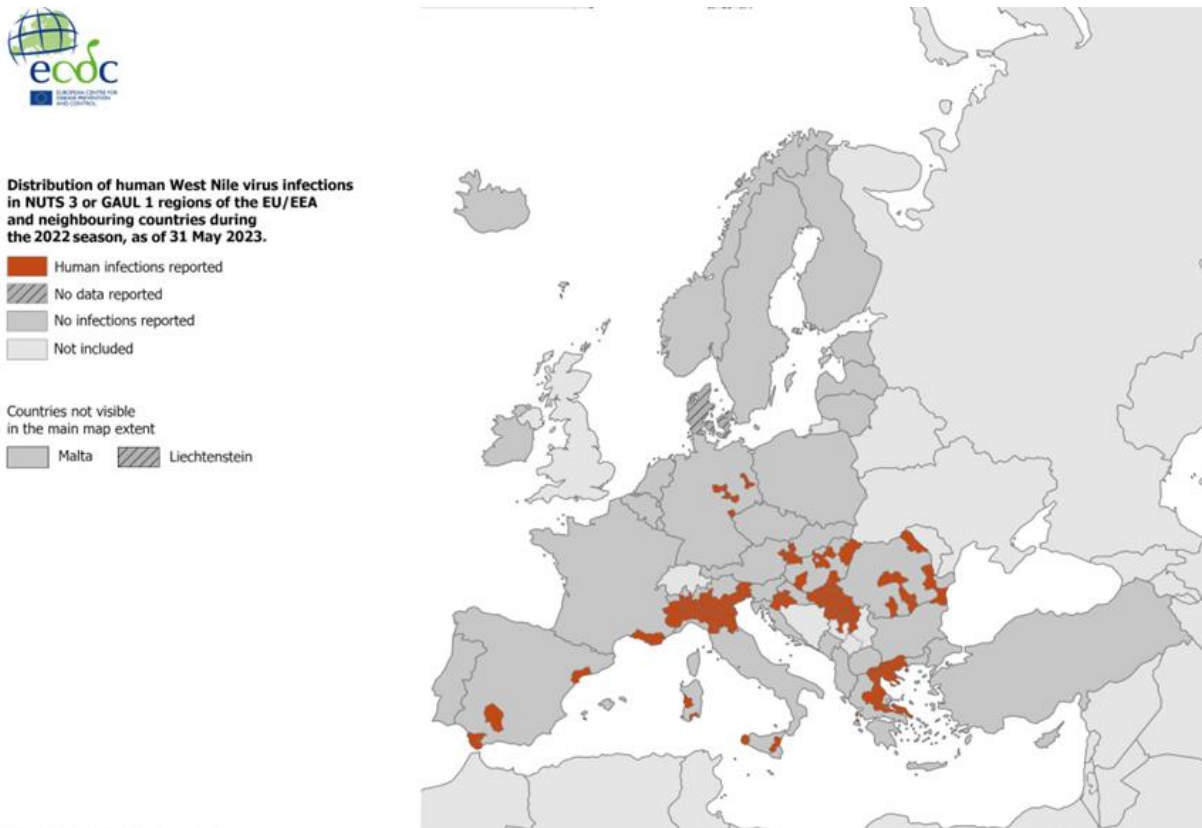 ecdc
EUROPEAN CENTRE FOR
DISEASE PREVENTION
AND CONTROL
Distribution of human West Nile virus infections
in NUTS 3 or GAUL 1 regions of the EU/EEA
and neighbouring countries during
the 2022 season, as of 31 May 2023.
Human infections reported
No data reported
No infections reported
Not included
Countries not visible
in the main map extent
Malta
Liechtenstein